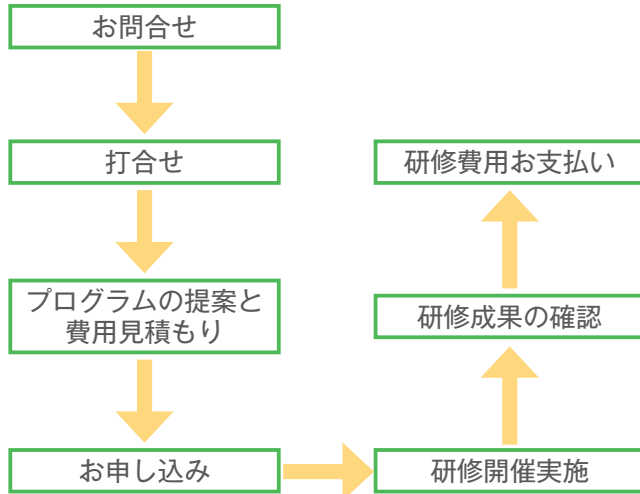 お問合せ
打合せ
プログラムの提案と
費用見積もり
お申し込み
研修開催実施
研修成果の確認
研修費用お支払い